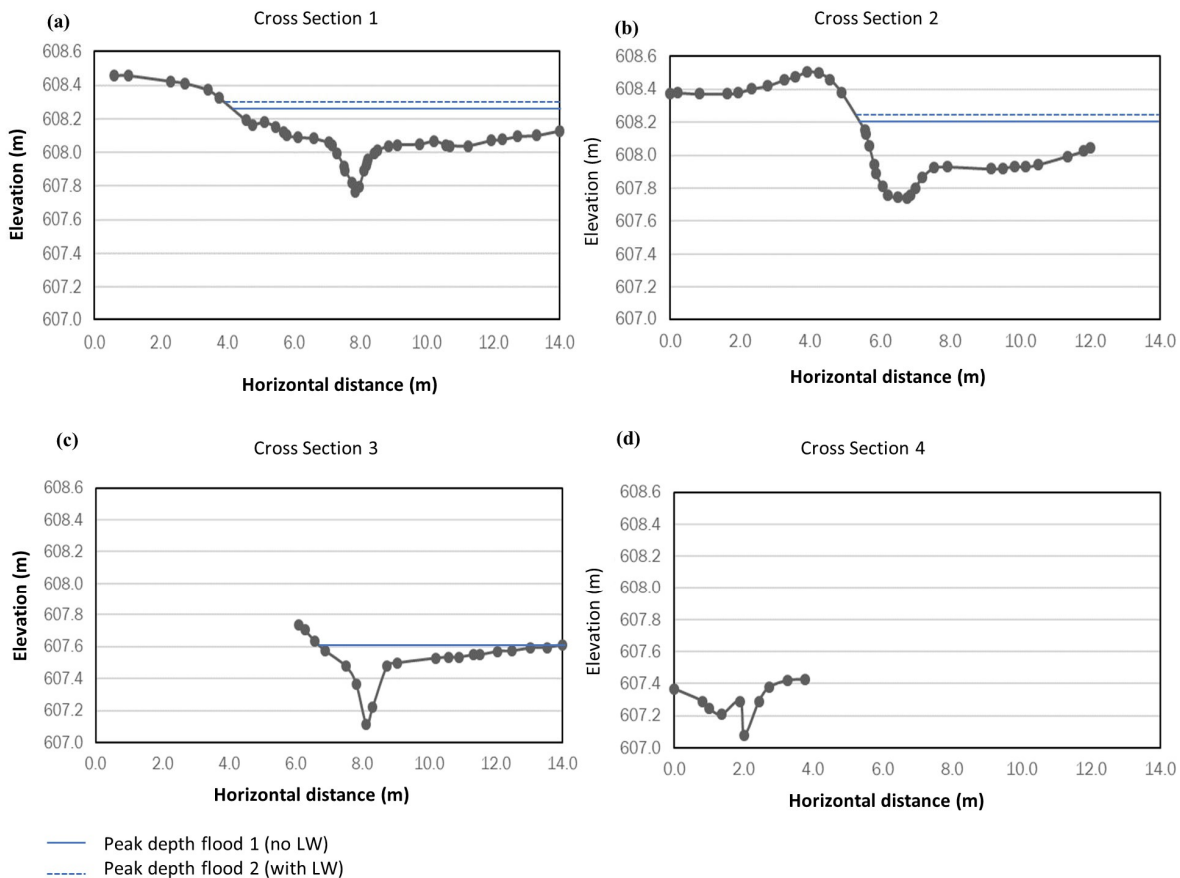 (a)
Cross Section 1
608.6
608.4
608.2
608.0
607.8
607.6
607.4
607.2
607.0
Elevation (m)
0.0 2.0 4.0 6.0 8.0 10.0 12.0 14.0
Horizontal distance (m)
(b)
Cross Section 2
608.6
608.4
608.2
608.0
607.8
607.6
607.4
607.2
607.0
Elevation (m)
0.0 2.0 4.0 6.0 8.0 10.0 12.0 14.0
Horizontal distance (m)
(c)
Cross Section 3
608.6
608.4
608.2
608.0
607.8
607.6
607.4
607.2
607.0
Elevation (m)
0.0 2.0 4.0 6.0 8.0 10.0 12.0 14.0
Horizontal distance (m)
(d)
Cross Section 4
608.6
608.4
608.2
608.0
607.8
607.6
607.4
607.2
607.0
Elevation (m)
0.0 2.0 4.0 6.0 8.0 10.0 12.0 14.0
Horizontal distance (m)
Peak depth flood 1 (no LW)
Peak depth flood 2 (with LW)